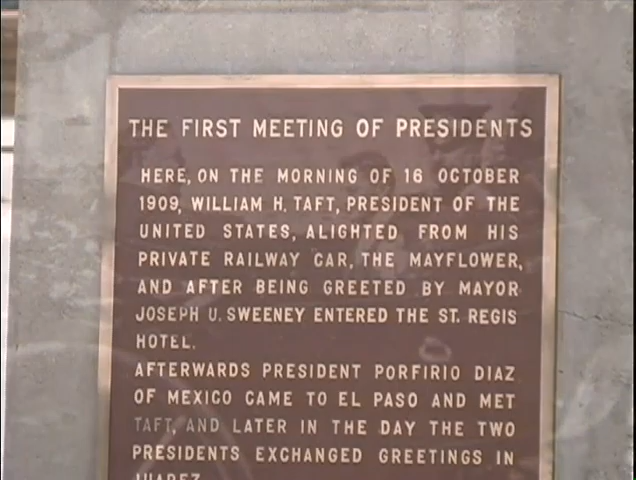 THE FIRST MEETING OF PRESIDENTS
HERE, ON THE MORNING OF 16 OCTOBER
1909, WILLIAM H. TAFT, PRESIDENT OF THE
UNITED STATES, ALIGHTED FROM HIS
PRIVATE RAILWAY CAR, THE MAYFLOWER,
AND AFTER BEING GREETED BY MAYOR
JOSEPH U. SWEENEY ENTERED THE ST. REGIS
HOTEL.
AFTERWARDS PRESIDENT PORFIRIO DIAZ
OF MEXICO CAME TO EL PASO AND MET
TAFT, AND LATER IN THE DAY THE TWO
PRESIDENTS EXCHANGED GREETINGS IN
JUAREZ.